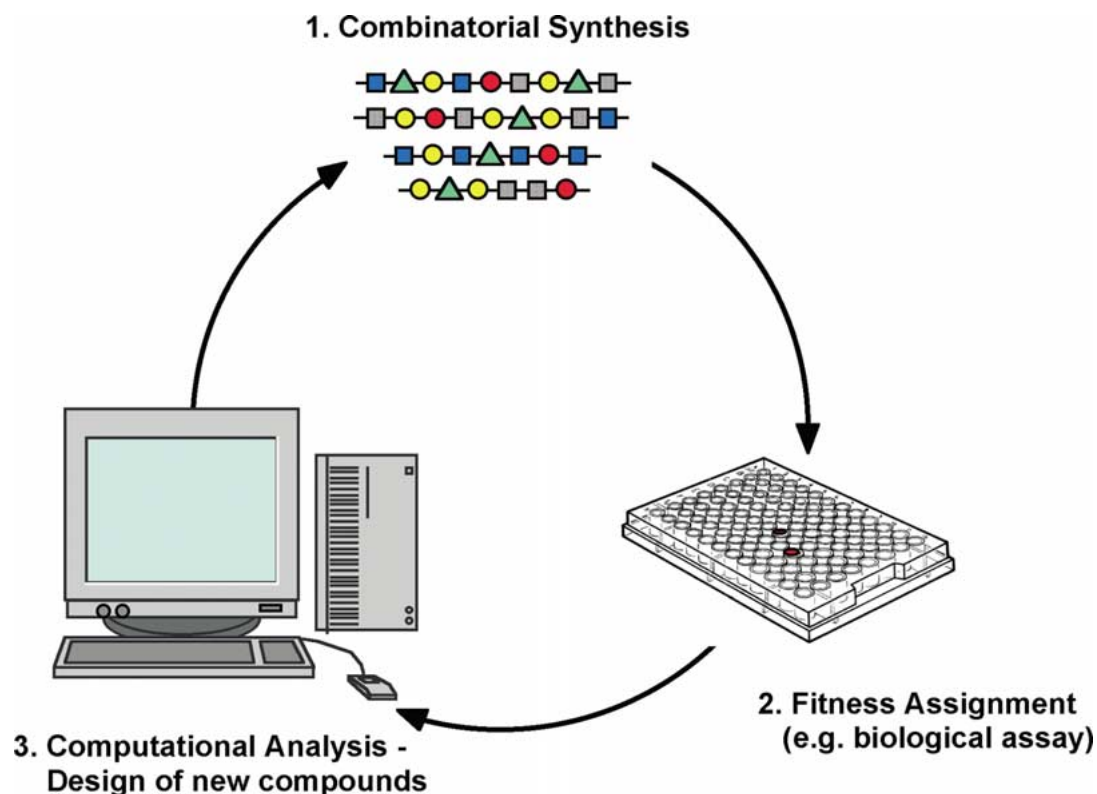 1. Combinatorial Synthesis
2. Fitness Assignment
(e.g. biological assay)
3. Computational Analysis -
Design of new compounds